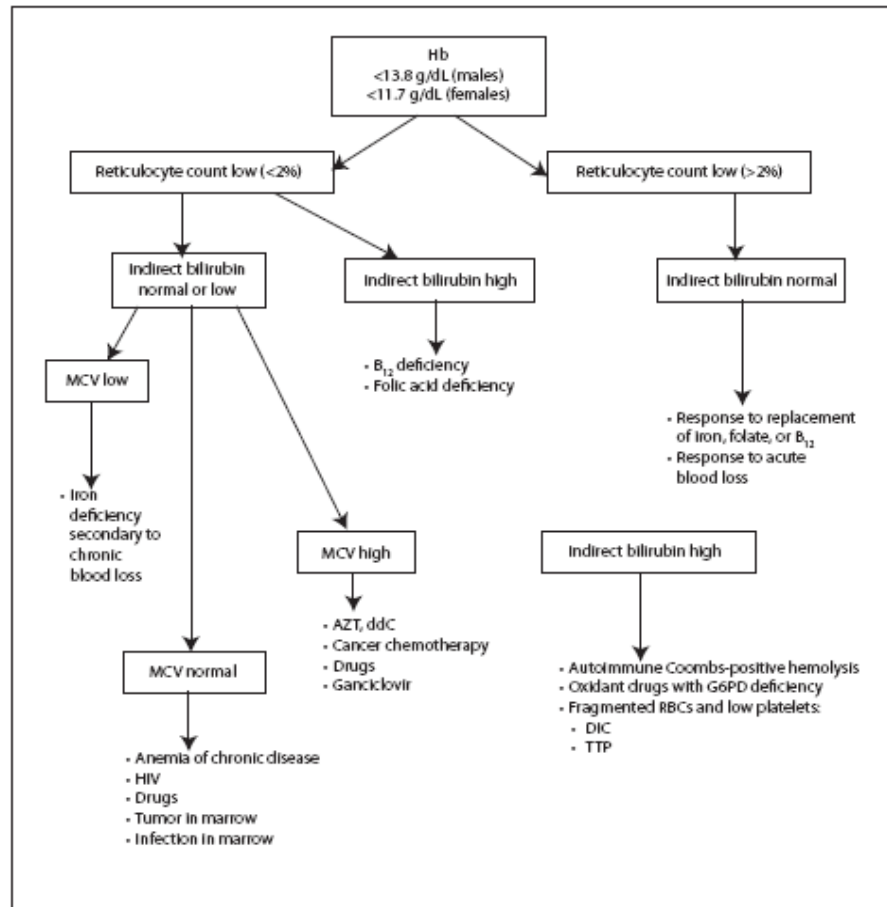 Hb
<13.8 g/dL (males)
<11.7 g/dL (females)
Reticulocyte count low (<2%)
Reticulocyte count low (>2%)
Indirect bilirubin
normal or low
Indirect bilirubin high
Indirect bilirubin normal
MCV low
• B₁₂ deficiency
• Folic acid deficiency
• Response to replacement
of iron, folate, or B₁₂
• Response to acute
blood loss
• Iron
deficiency
secondary to
chronic
blood loss
MCV high
Indirect bilirubin high
• AZT, ddC
• Cancer chemotherapy
• Drugs
• Ganciclovir
MCV normal
• Autoimmune Coombs-positive hemolysis
• Oxidant drugs with G6PD deficiency
• Fragmented RBCs and low platelets:
• DIC
• TTP
• Anemia of chronic disease
• HIV
• Drugs
• Tumor in marrow
• Infection in marrow